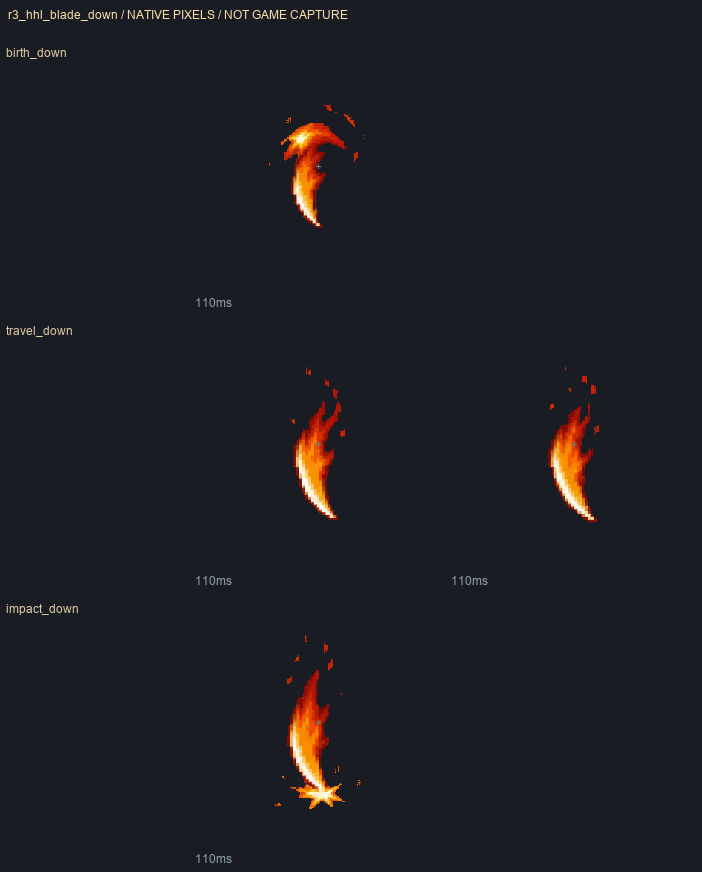 r3_hhl_blade_down / NATIVE PIXELS / NOT GAME CAPTURE
birth_down
110ms
travel_down
110ms
110ms
impact_down
110ms